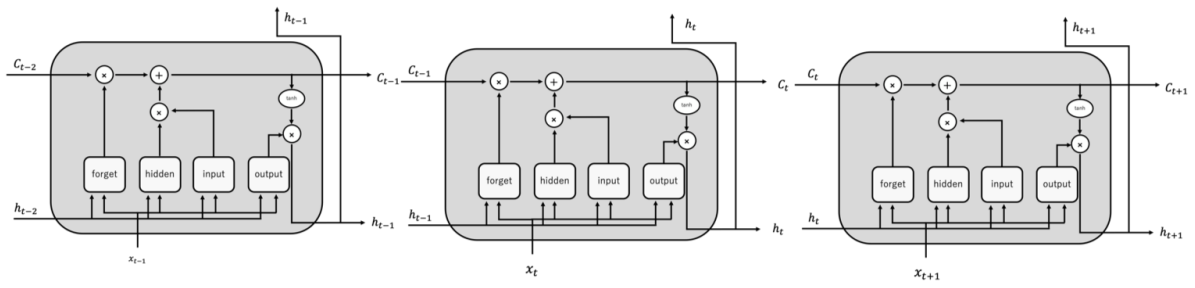 h_{t-1}
C_{t-2}
×
+
C_{t-1}
tanh
×
×
forget
hidden
input
output
h_{t-2}
h_{t-1}
x_{t-1}
h_t
C_{t-1}
×
+
C_t
tanh
×
×
forget
hidden
input
output
h_{t-1}
h_t
x_t
h_{t+1}
C_t
×
+
C_{t+1}
tanh
×
×
forget
hidden
input
output
h_t
h_{t+1}
x_{t+1}